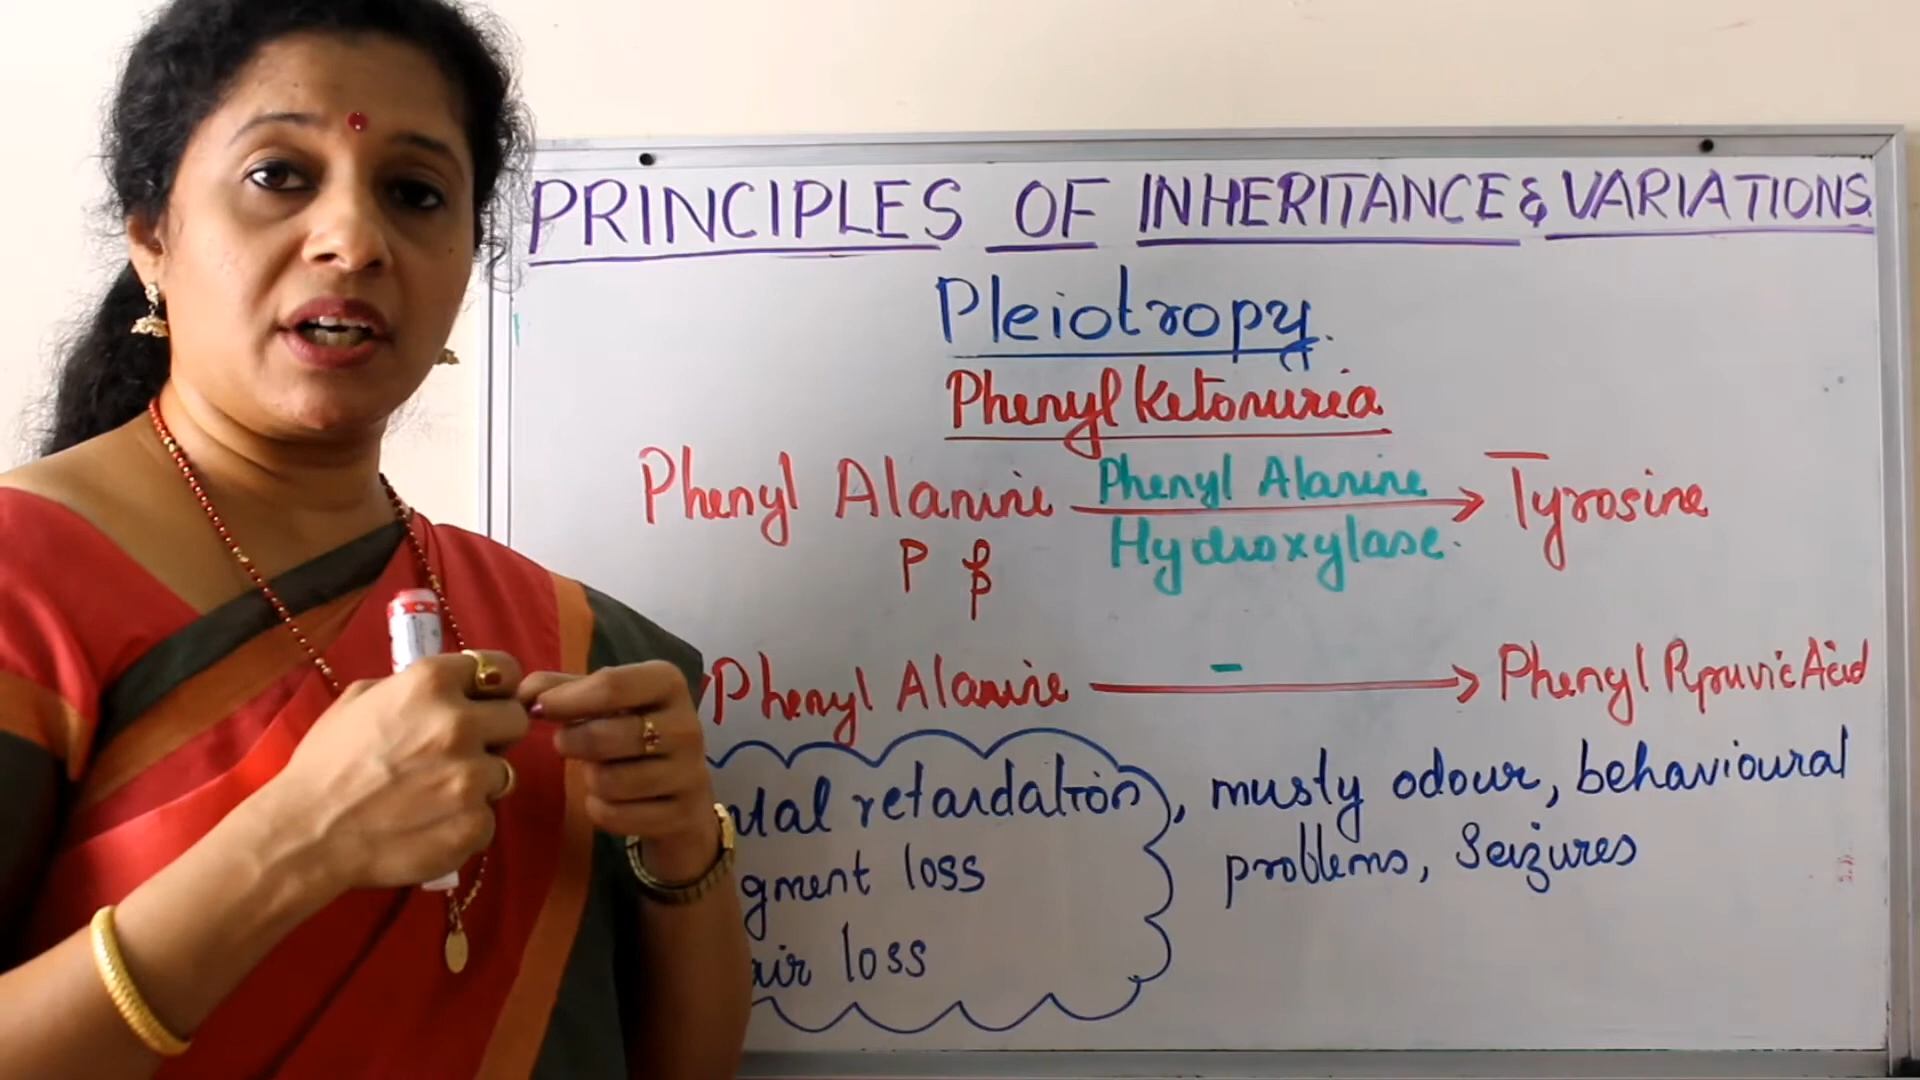 PRINCIPLES OF INHERITANCE & VARIATIONS
Pleiotropy.
Phenyl Ketonuria
Phenyl Alanine Phenyl Alanine Hydroxylase. Tyrosine
P p
Phenyl Alanine - Phenyl Pyruvic Acid
ntal retardation, musty odour, behavioural
gment loss problems, Seizures
air loss